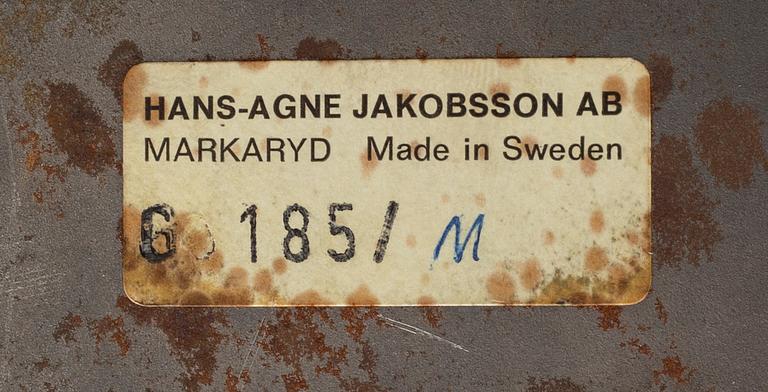 HANS-AGNE JAKOBSSON AB
MARKARYD Made in Sweden
G 185/ M